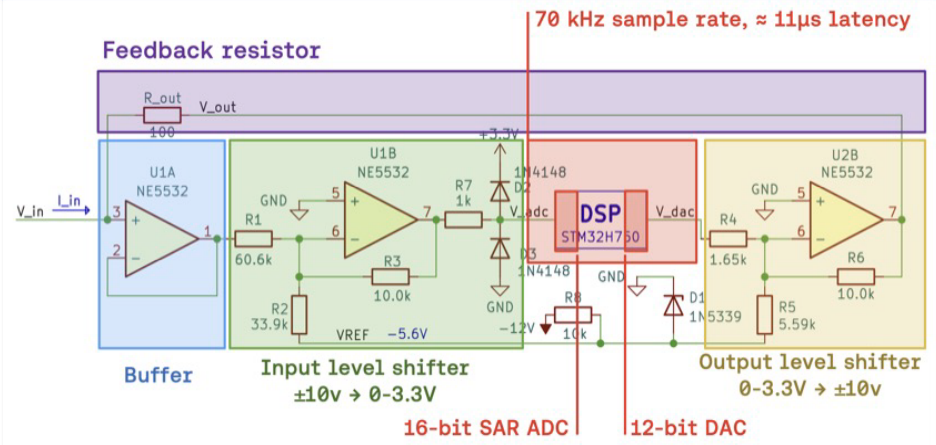 70 kHz sample rate, ≈ 11μs latency
Feedback resistor
R_out
V_out
100
+3.3V
U1A
NE5532
U1B
NE5532
U2B
NE5532
1N4148
D2
GND
5
R7
1k
GND
5
V_in
I_in
3
7
V_adc
DSP
V_dac
7
R1
1
6
STM32H750
R4
6
2
60.6k
D3
1.65k
R3
1N4148
GND
R6
10.0k
10.0k
R2
33.9k
GND
R8
D1
1N5339
R5
5.59k
VREF
-5.6V
-12V
10k
Buffer
Input level shifter
±10v → 0-3.3V
Output level shifter
0-3.3V → ±10v
16-bit SAR ADC
12-bit DAC